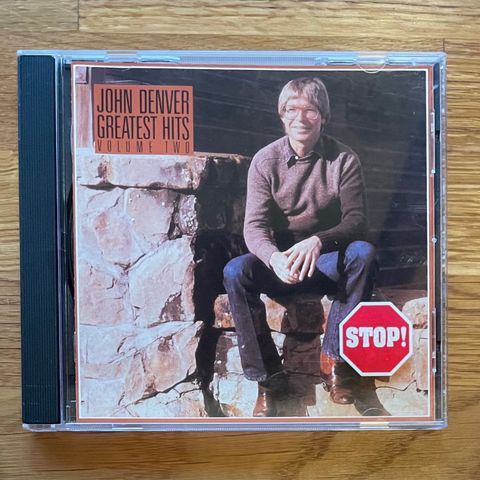 JOHN DENVER
GREATEST HITS
VOLUME TWO
STOP!